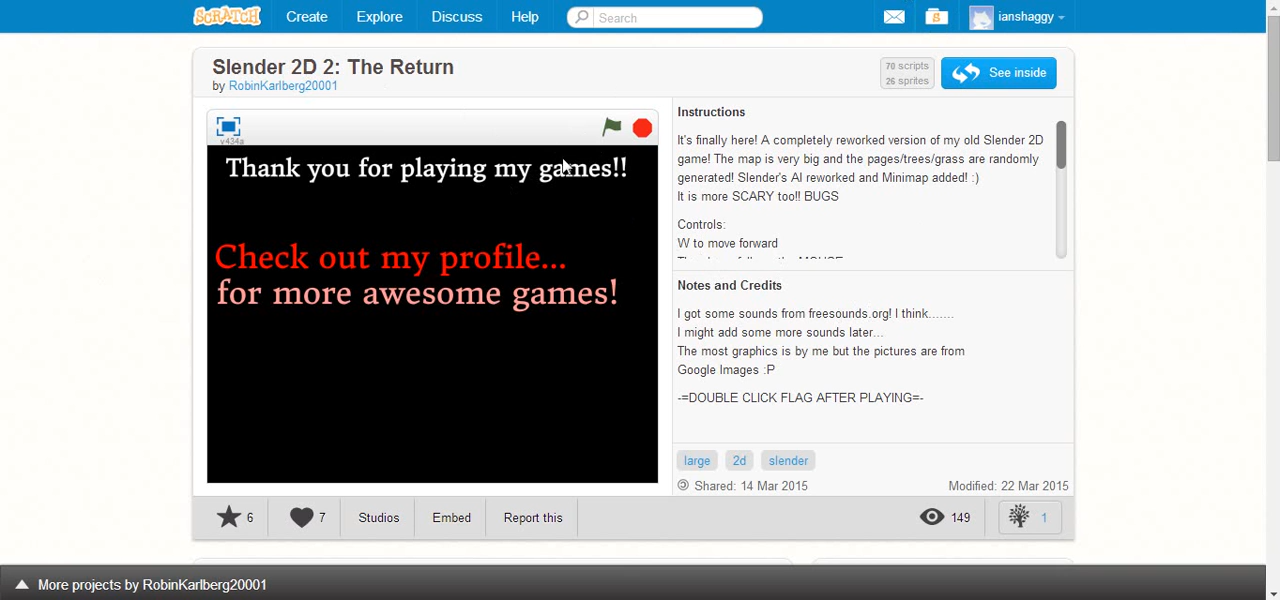 SCRATCH Create Explore Discuss Help Search ianshaggy
Slender 2D 2: The Return
by RobinKarlberg20001
70 scripts
26 sprites
See inside
v434a
Thank you for playing my games!!
Check out my profile...
for more awesome games!
Instructions
It's finally here! A completely reworked version of my old Slender 2D
game! The map is very big and the pages/trees/grass are randomly
generated! Slender's AI reworked and Minimap added! :)
It is more SCARY too!! BUGS
Controls:
W to move forward
Notes and Credits
I got some sounds from freesounds.org! I think.......
I might add some more sounds later...
The most graphics is by me but the pictures are from
Google Images :P
-=DOUBLE CLICK FLAG AFTER PLAYING=-
large 2d slender
Shared: 14 Mar 2015 Modified: 22 Mar 2015
6 7 Studios Embed Report this 149 1
More projects by RobinKarlberg20001